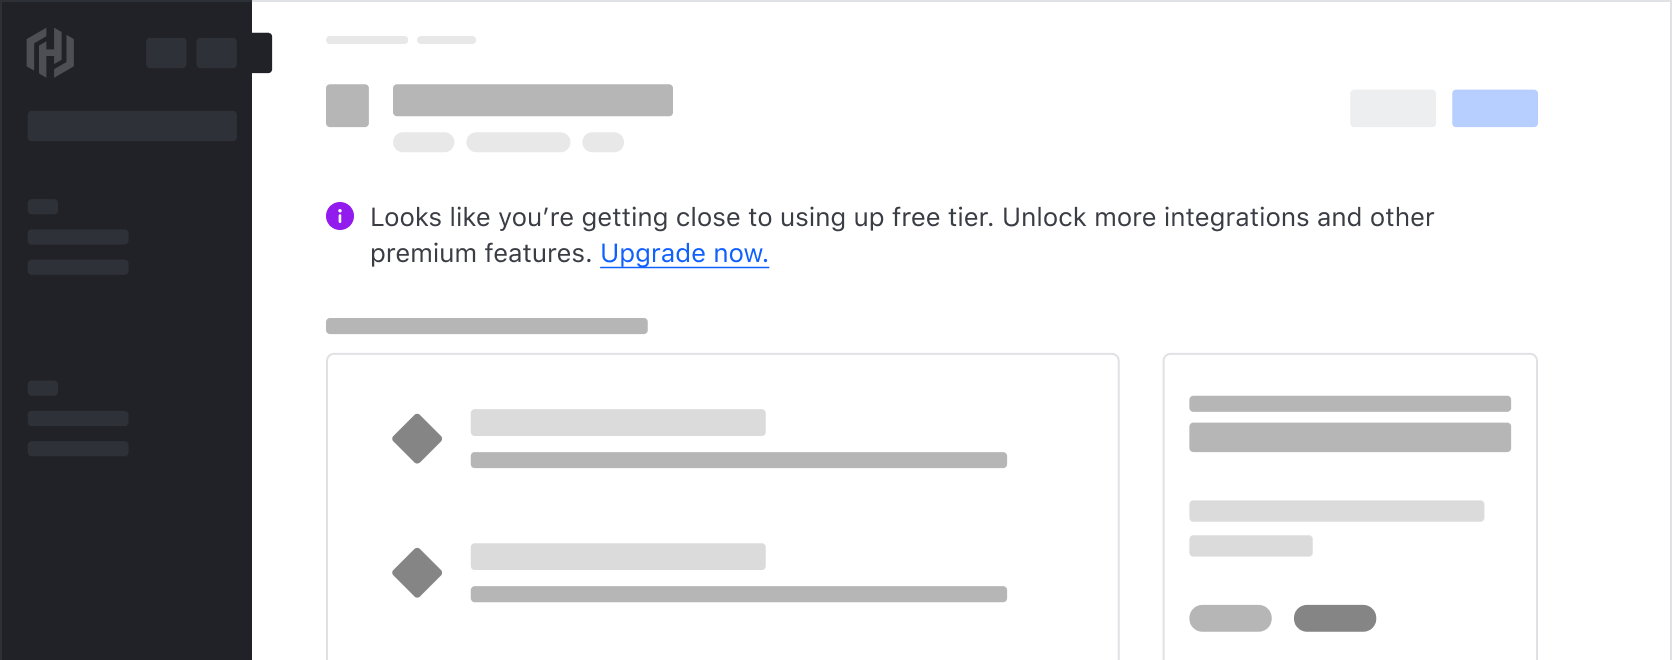 Looks like you’re getting close to using up free tier. Unlock more integrations and other
premium features. Upgrade now.